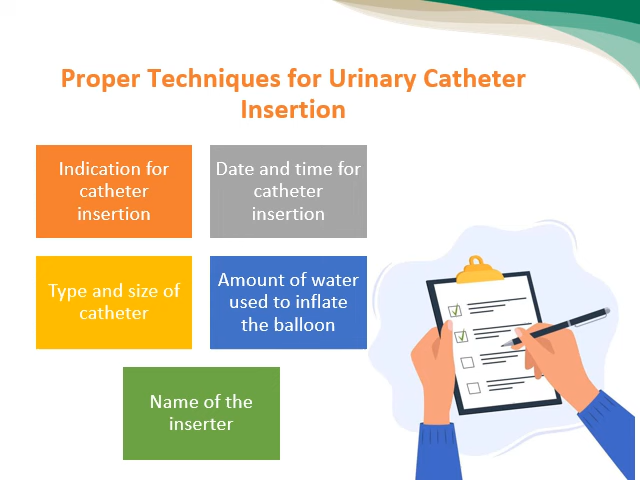 Proper Techniques for Urinary Catheter
Insertion
Indication for
catheter
insertion
Date and time for
catheter
insertion
Type and size of
catheter
Amount of water
used to inflate
the balloon
Name of the
inserter